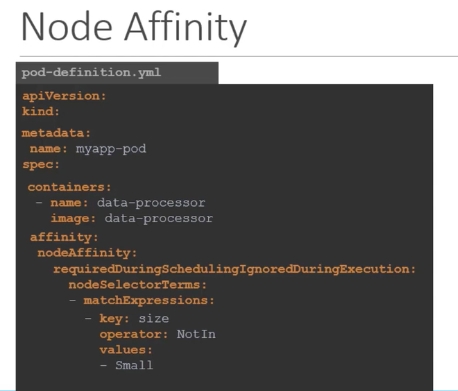 Node Affinity
pod-definition.yml
apiVersion:
kind:
metadata:
name: myapp-pod
spec:
containers:
- name: data-processor
image: data-processor
affinity:
nodeAffinity:
requiredDuringSchedulingIgnoredDuringExecution:
nodeSelectorTerms:
- matchExpressions:
- key: size
operator: NotIn
values:
- Small